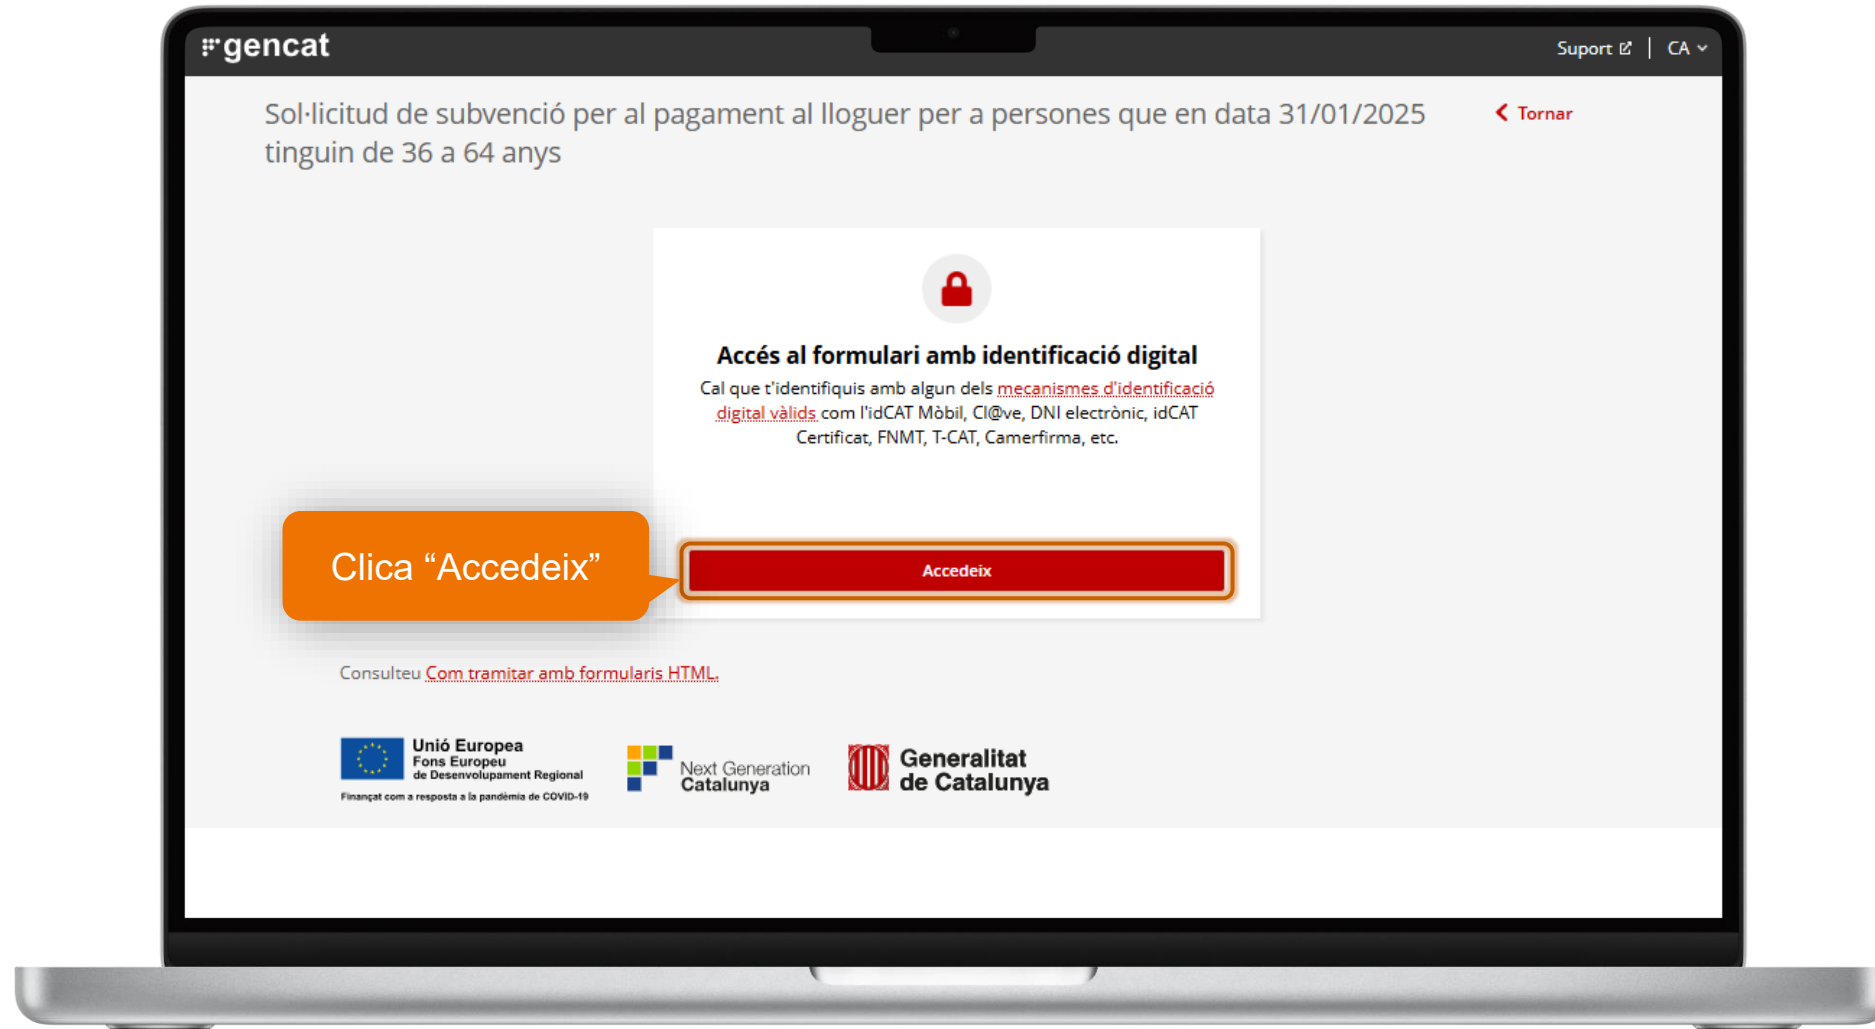 gencat
Suport | CA
Sol·licitud de subvenció per al pagament al lloguer per a persones que en data 31/01/2025
tinguin de 36 a 64 anys
Tornar
Accés al formulari amb identificació digital
Cal que t'identifiquis amb algun dels mecanismes d'identificació
digital vàlids com l'idCAT Mòbil, Cl@ve, DNI electrònic, idCAT
Certificat, FNMT, T-CAT, Camerfirma, etc.
Clica “Accedeix”
Accedeix
Consulteu Com tramitar amb formularis HTML.
Unió Europea
Fons Europeu
de Desenvolupament Regional
Finançat com a resposta a la pandèmia de COVID-19
Next Generation
Catalunya
Generalitat
de Catalunya